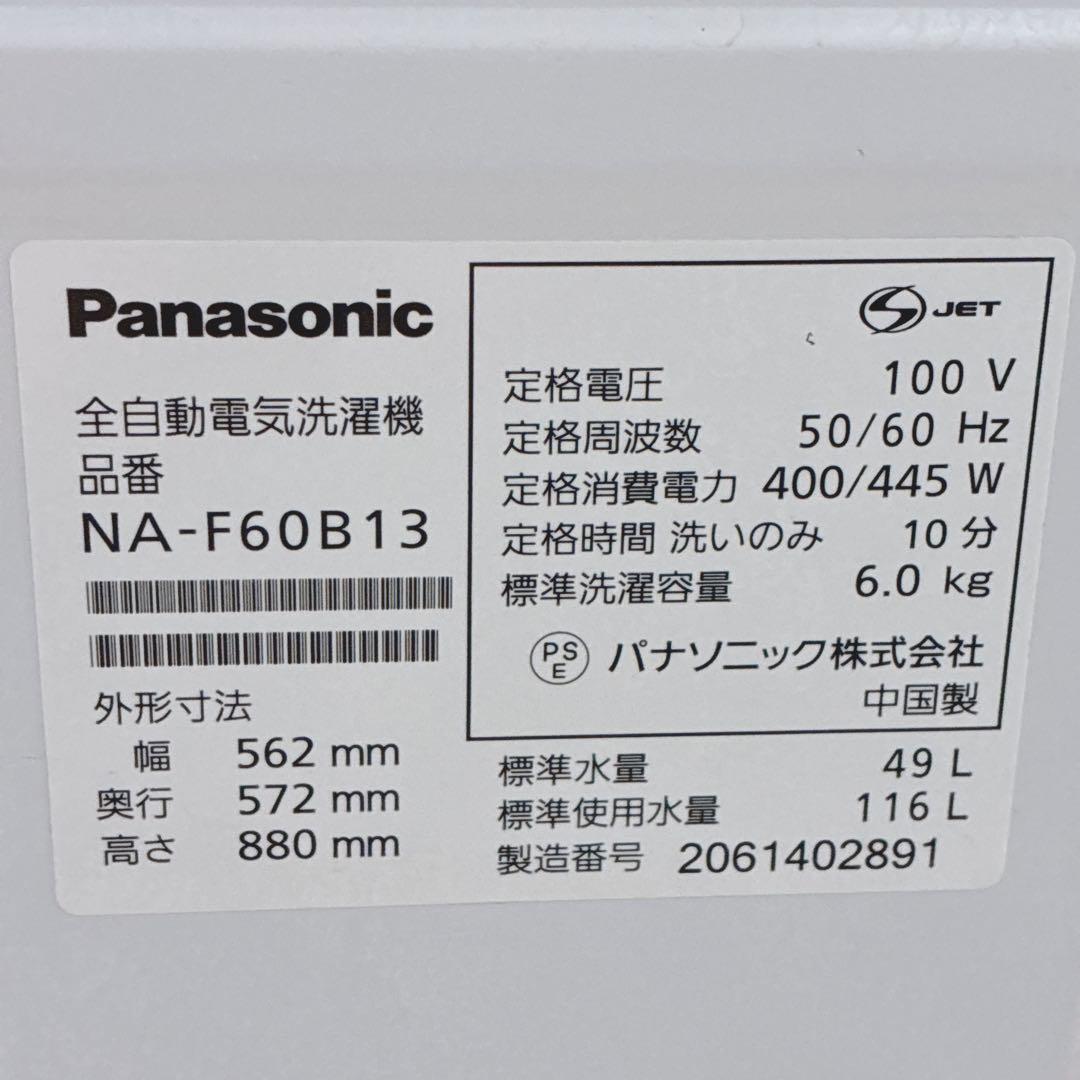 Panasonic
全自動電気洗濯機
品番
NA-F60B13
外形寸法
幅 562 mm
奥行 572 mm
高さ 880 mm
JET
定格電圧 100 V
定格周波数 50/60 Hz
定格消費電力 400/445 W
定格時間 洗いのみ 10 分
標準洗濯容量 6.0 kg
PS
E
パナソニック株式会社
中国製
標準水量 49 L
標準使用水量 116 L
製造番号 2061402891